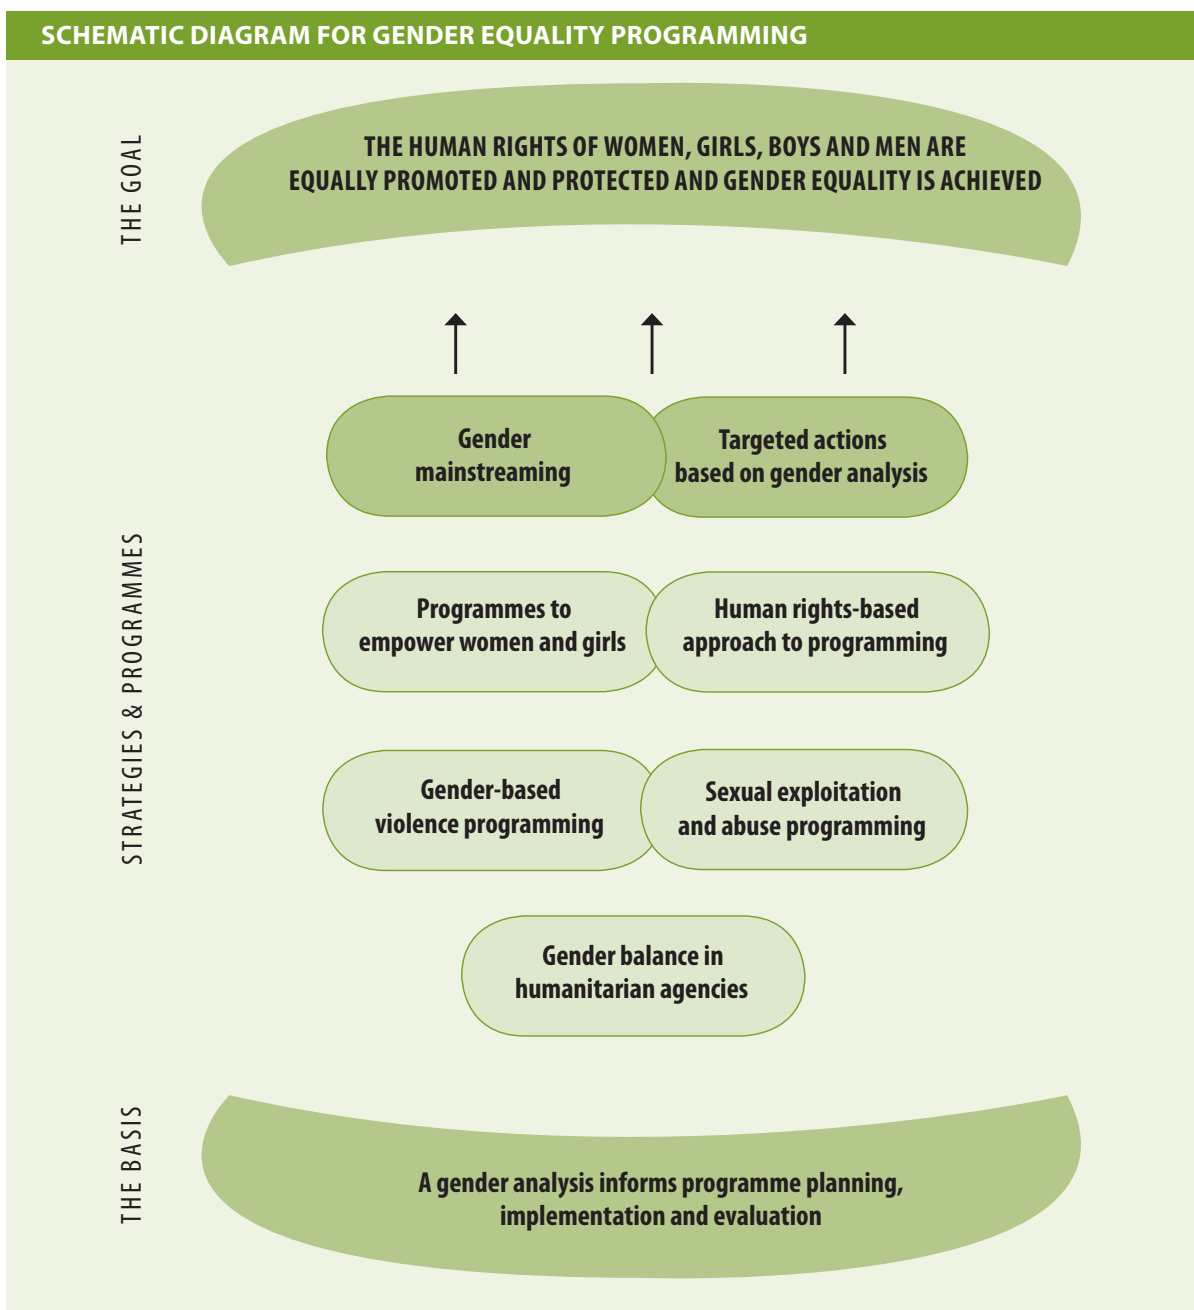 SCHEMATIC DIAGRAM FOR GENDER EQUALITY PROGRAMMING
THE GOAL
THE HUMAN RIGHTS OF WOMEN, GIRLS, BOYS AND MEN ARE
EQUALLY PROMOTED AND PROTECTED AND GENDER EQUALITY IS ACHIEVED
STRATEGIES & PROGRAMMES
Gender
mainstreaming
Targeted actions
based on gender analysis
Programmes to
empower women and girls
Human rights-based
approach to programming
Gender-based
violence programming
Sexual exploitation
and abuse programming
Gender balance in
humanitarian agencies
THE BASIS
A gender analysis informs programme planning,
implementation and evaluation